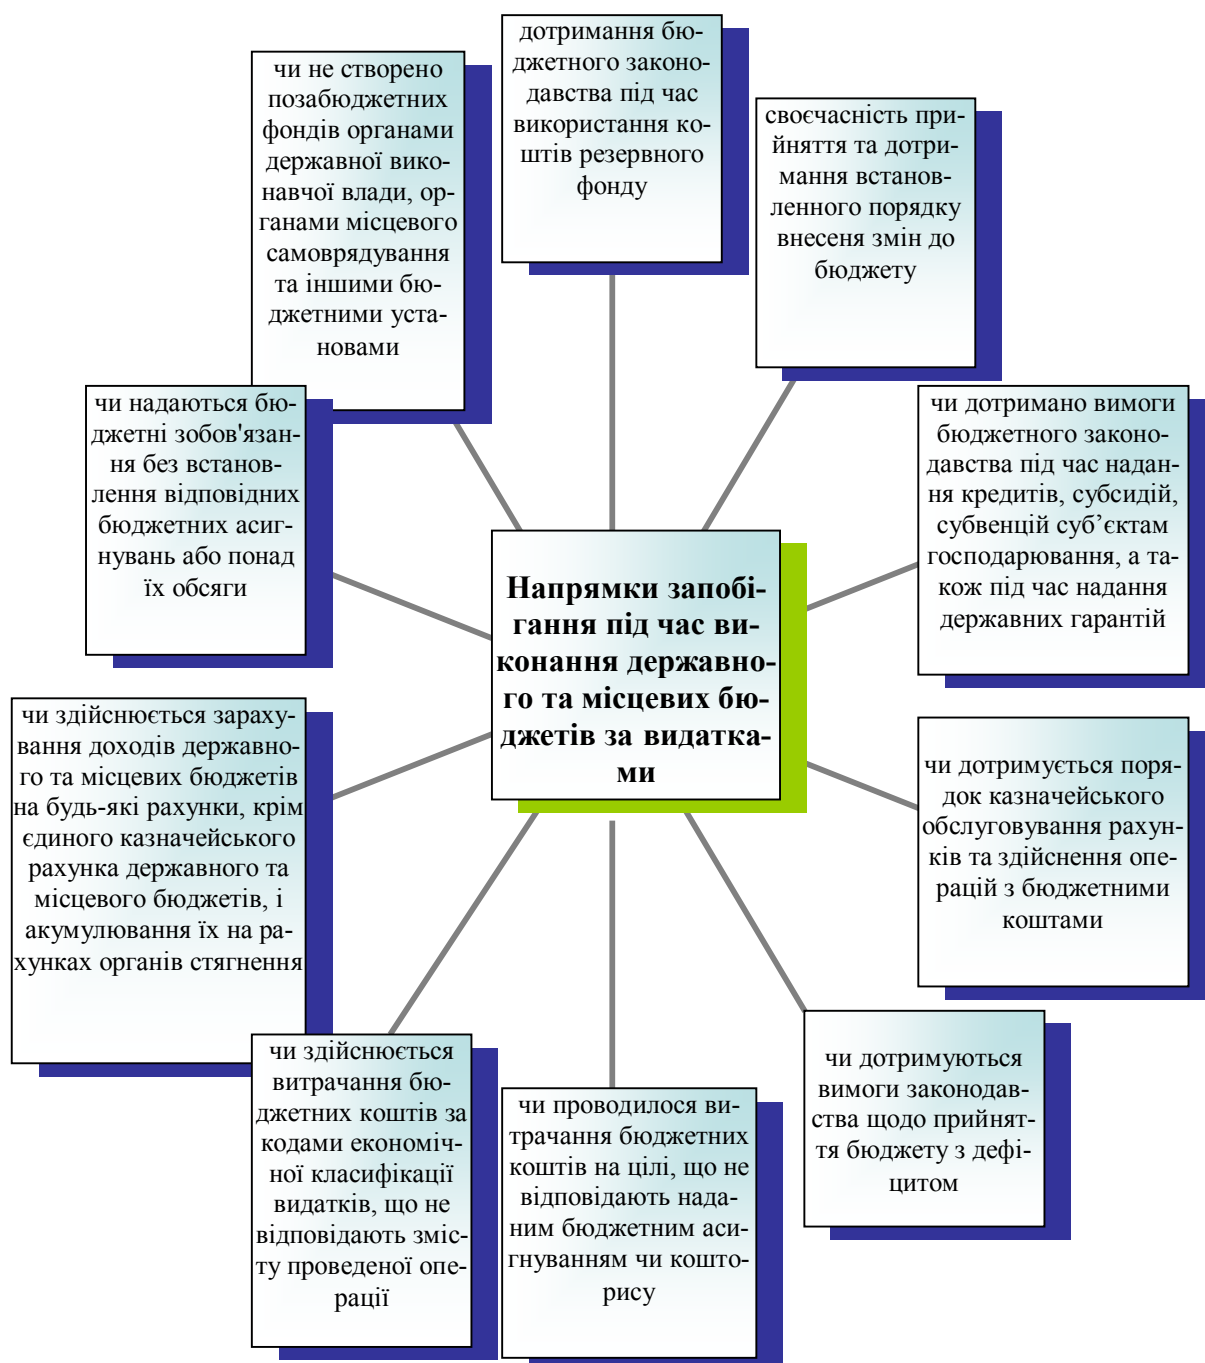 дотримання бю-
джетного законо-
давства під час
використання ко-
штів резервного
фонду
чи не створено
позабюджетних
фондів органами
державної вико-
навчої влади, ор-
ганами місцевого
самоврядування
та іншими бю-
джетними уста-
новами
своєчасність при-
йняття та дотри-
мання встанов-
ленного порядку
внесеня змін до
бюджету
чи надаються бю-
джетні зобов'язан-
ня без встанов-
лення відповідних
бюджетних асиг-
нувань або понад
їх обсяги
чи дотримано вимоги
бюджетного законо-
давства під час надан-
ня кредитів, субсидій,
субвенцій суб’єктам
господарювання, а та-
кож під час надання
державних гарантій
Напрямки запобі-
гання під час ви-
конання державно-
го та місцевих бю-
джетів за видатка-
ми
чи здійснюється зараху-
вання доходів державно-
го та місцевих бюджетів
на будь-які рахунки, крім
єдиного казначейського
рахунка державного та
місцевого бюджетів, і
акумулювання їх на ра-
хунках органів стягнення
чи дотримується поря-
док казначейського
обслуговування рахун-
ків та здійснення опе-
рацій з бюджетними
коштами
чи здійснюється
витрачання бю-
джетних коштів за
кодами економіч-
ної класифікації
видатків, що не
відповідають зміс-
ту проведеної опе-
рації
чи проводилося ви-
трачання бюджетних
коштів на цілі, що не
відповідають нада-
ним бюджетним аси-
гнуванням чи кошто-
рису
чи дотримуються
вимоги законодав-
ства щодо прийнят-
тя бюджету з дефі-
цитом